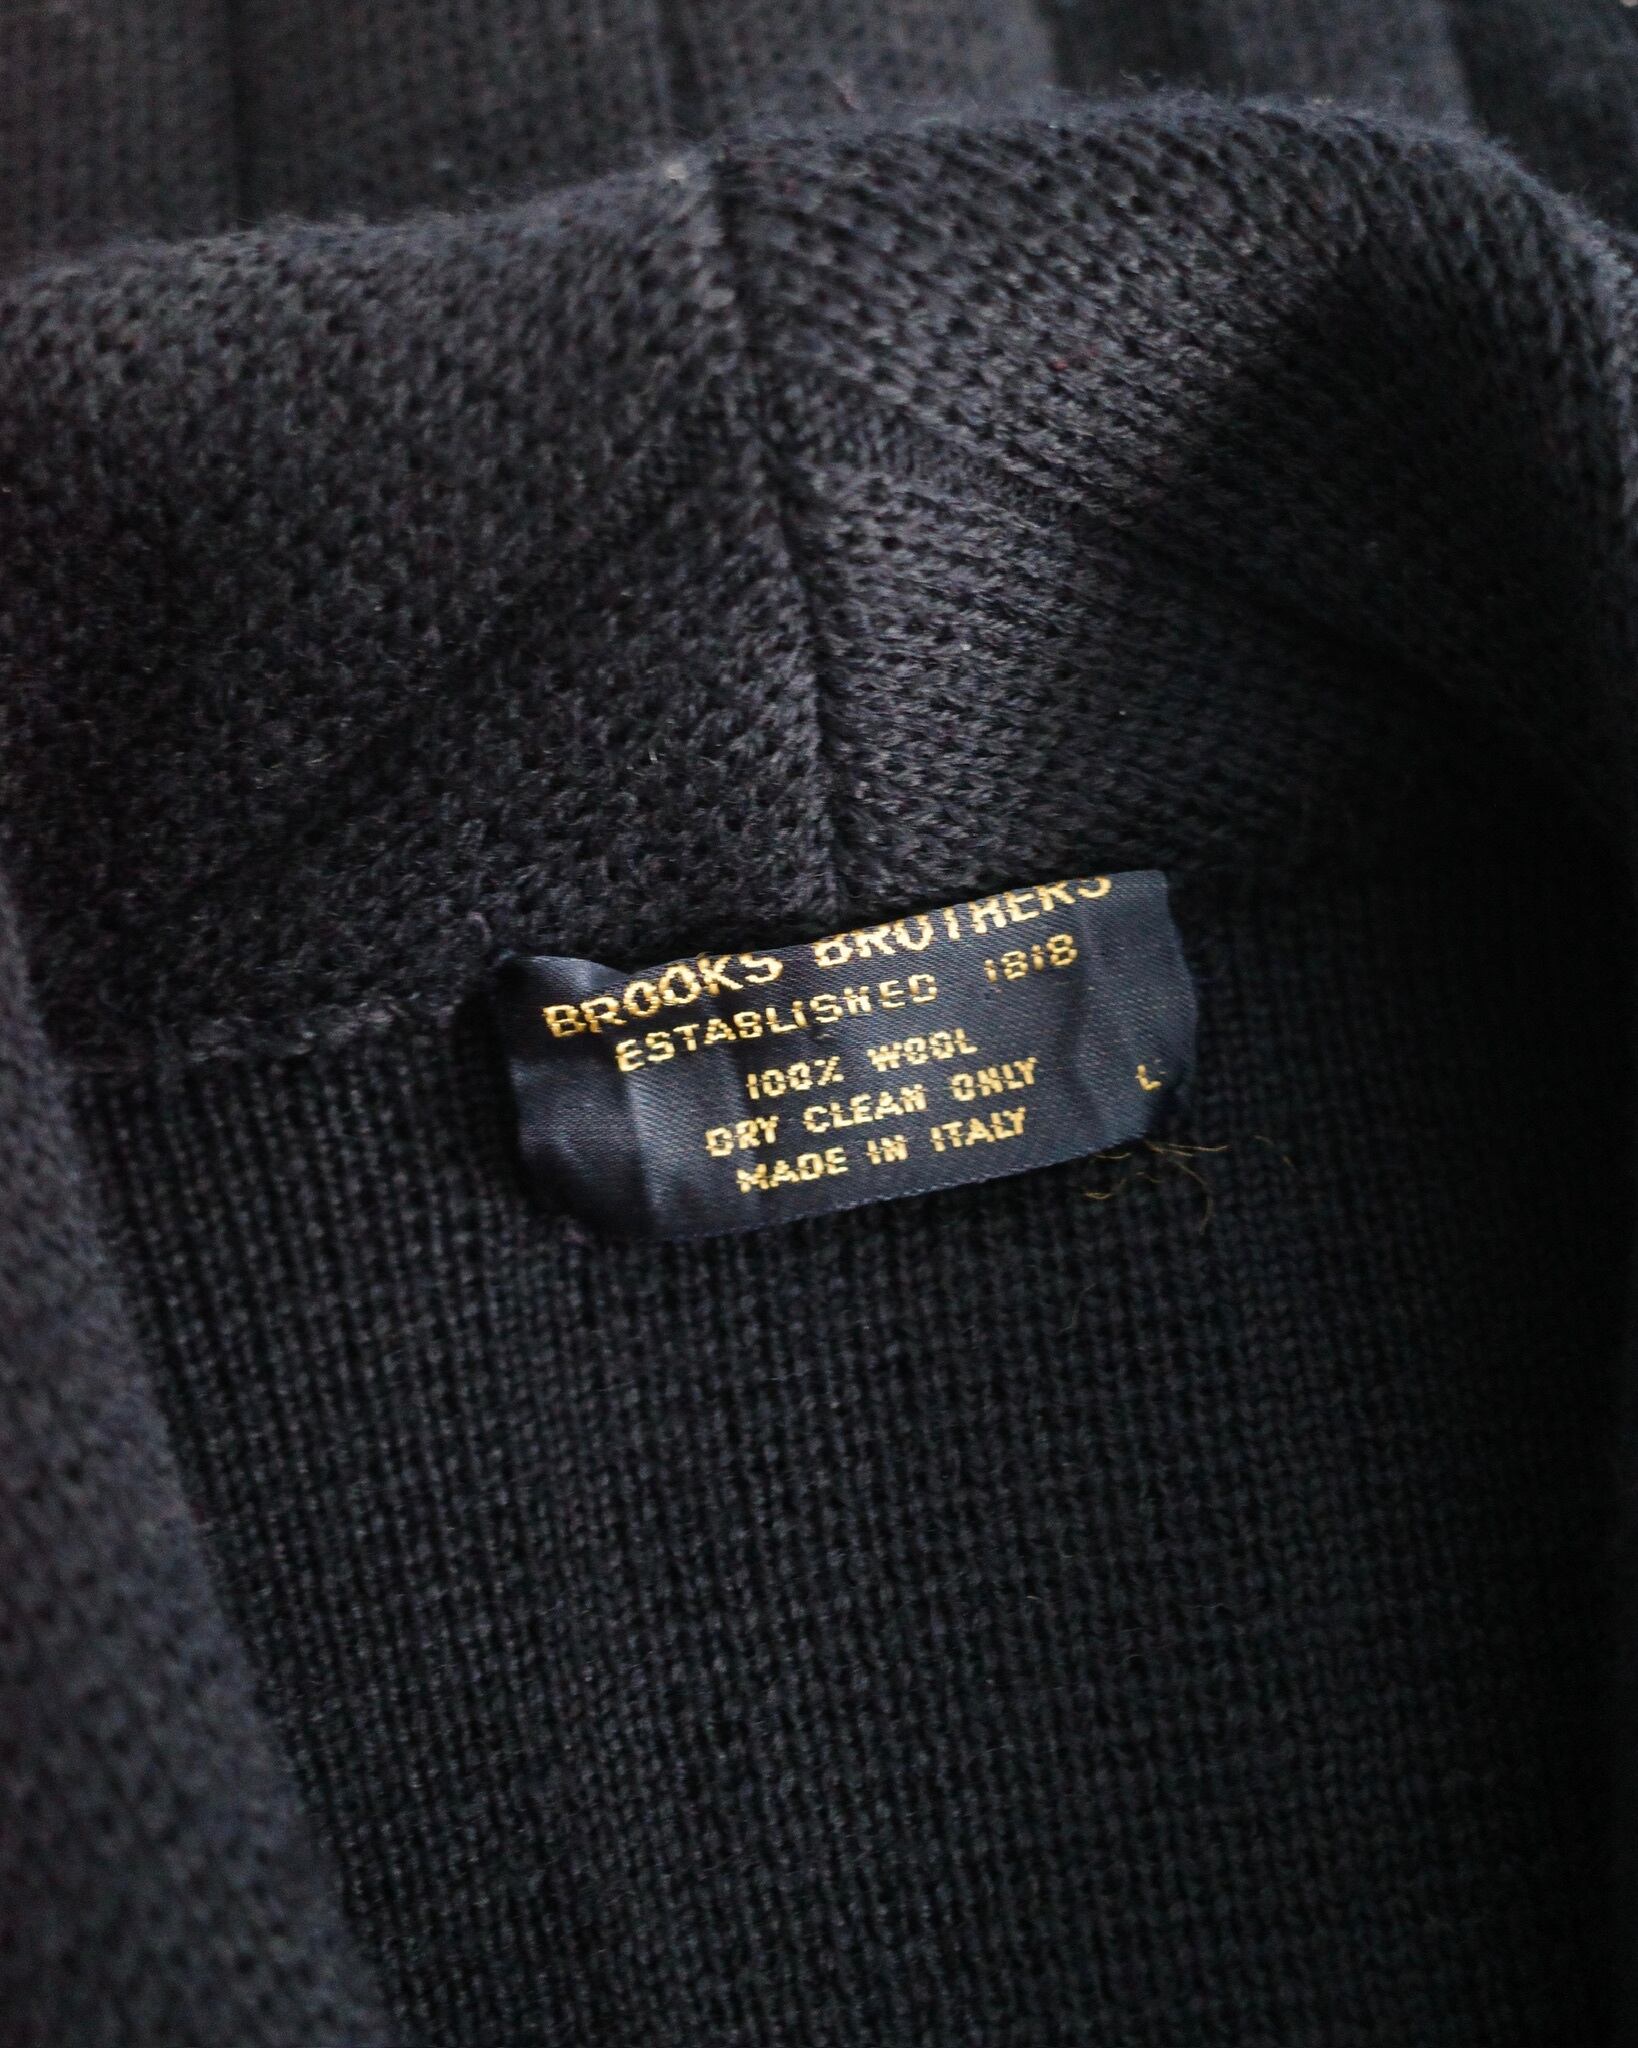 BROOKS BROTHERS
ESTABLISHED 1818
100% WOOL
DRY CLEAN ONLY L
MADE IN ITALY